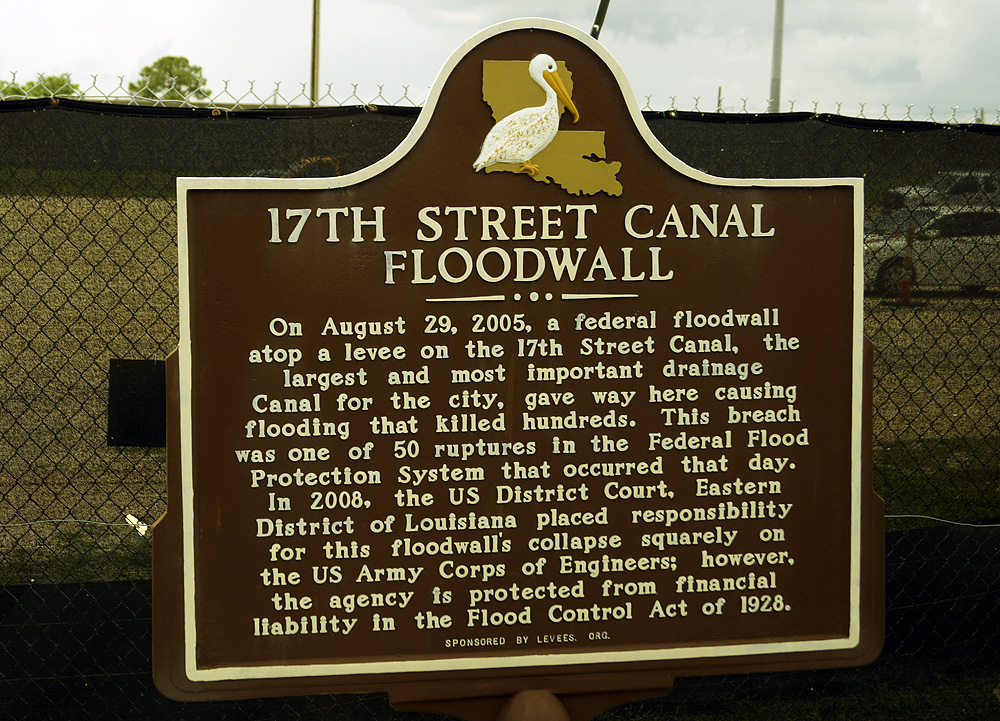 17TH STREET CANAL
FLOODWALL
On August 29, 2005, a federal floodwall
atop a levee on the 17th Street Canal, the
largest and most important drainage
Canal for the city, gave way here causing
flooding that killed hundreds. This breach
was one of 50 ruptures in the Federal Flood
Protection System that occurred that day.
In 2008, the US District Court, Eastern
District of Louisiana placed responsibility
for this floodwall's collapse squarely on
the US Army Corps of Engineers; however,
the agency is protected from financial
liability in the Flood Control Act of 1928.
SPONSORED BY LEVEES. ORG.